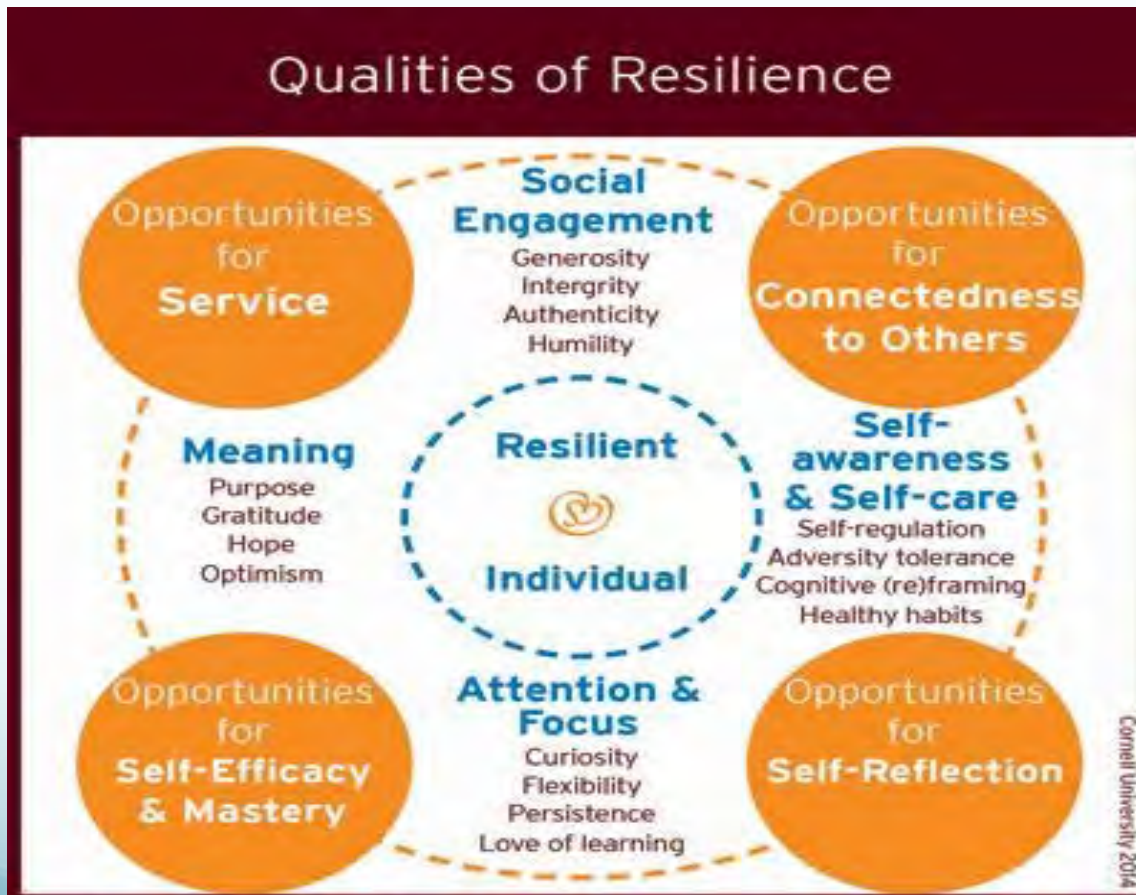 Qualities of Resilience
Opportunities
for
Service
Social
Engagement
Generosity
Intergrity
Authenticity
Humility
Opportunities
for
Connectedness
to Others
Meaning
Purpose
Gratitude
Hope
Optimism
Resilient
Individual
Self-
awareness
& Self-care
Self-regulation
Adversity tolerance
Cognitive (re)framing
Healthy habits
Opportunities
for
Self-Efficacy
& Mastery
Attention &
Focus
Curiosity
Flexibility
Persistence
Love of learning
Opportunities
for
Self-Reflection
Cornell University 2014